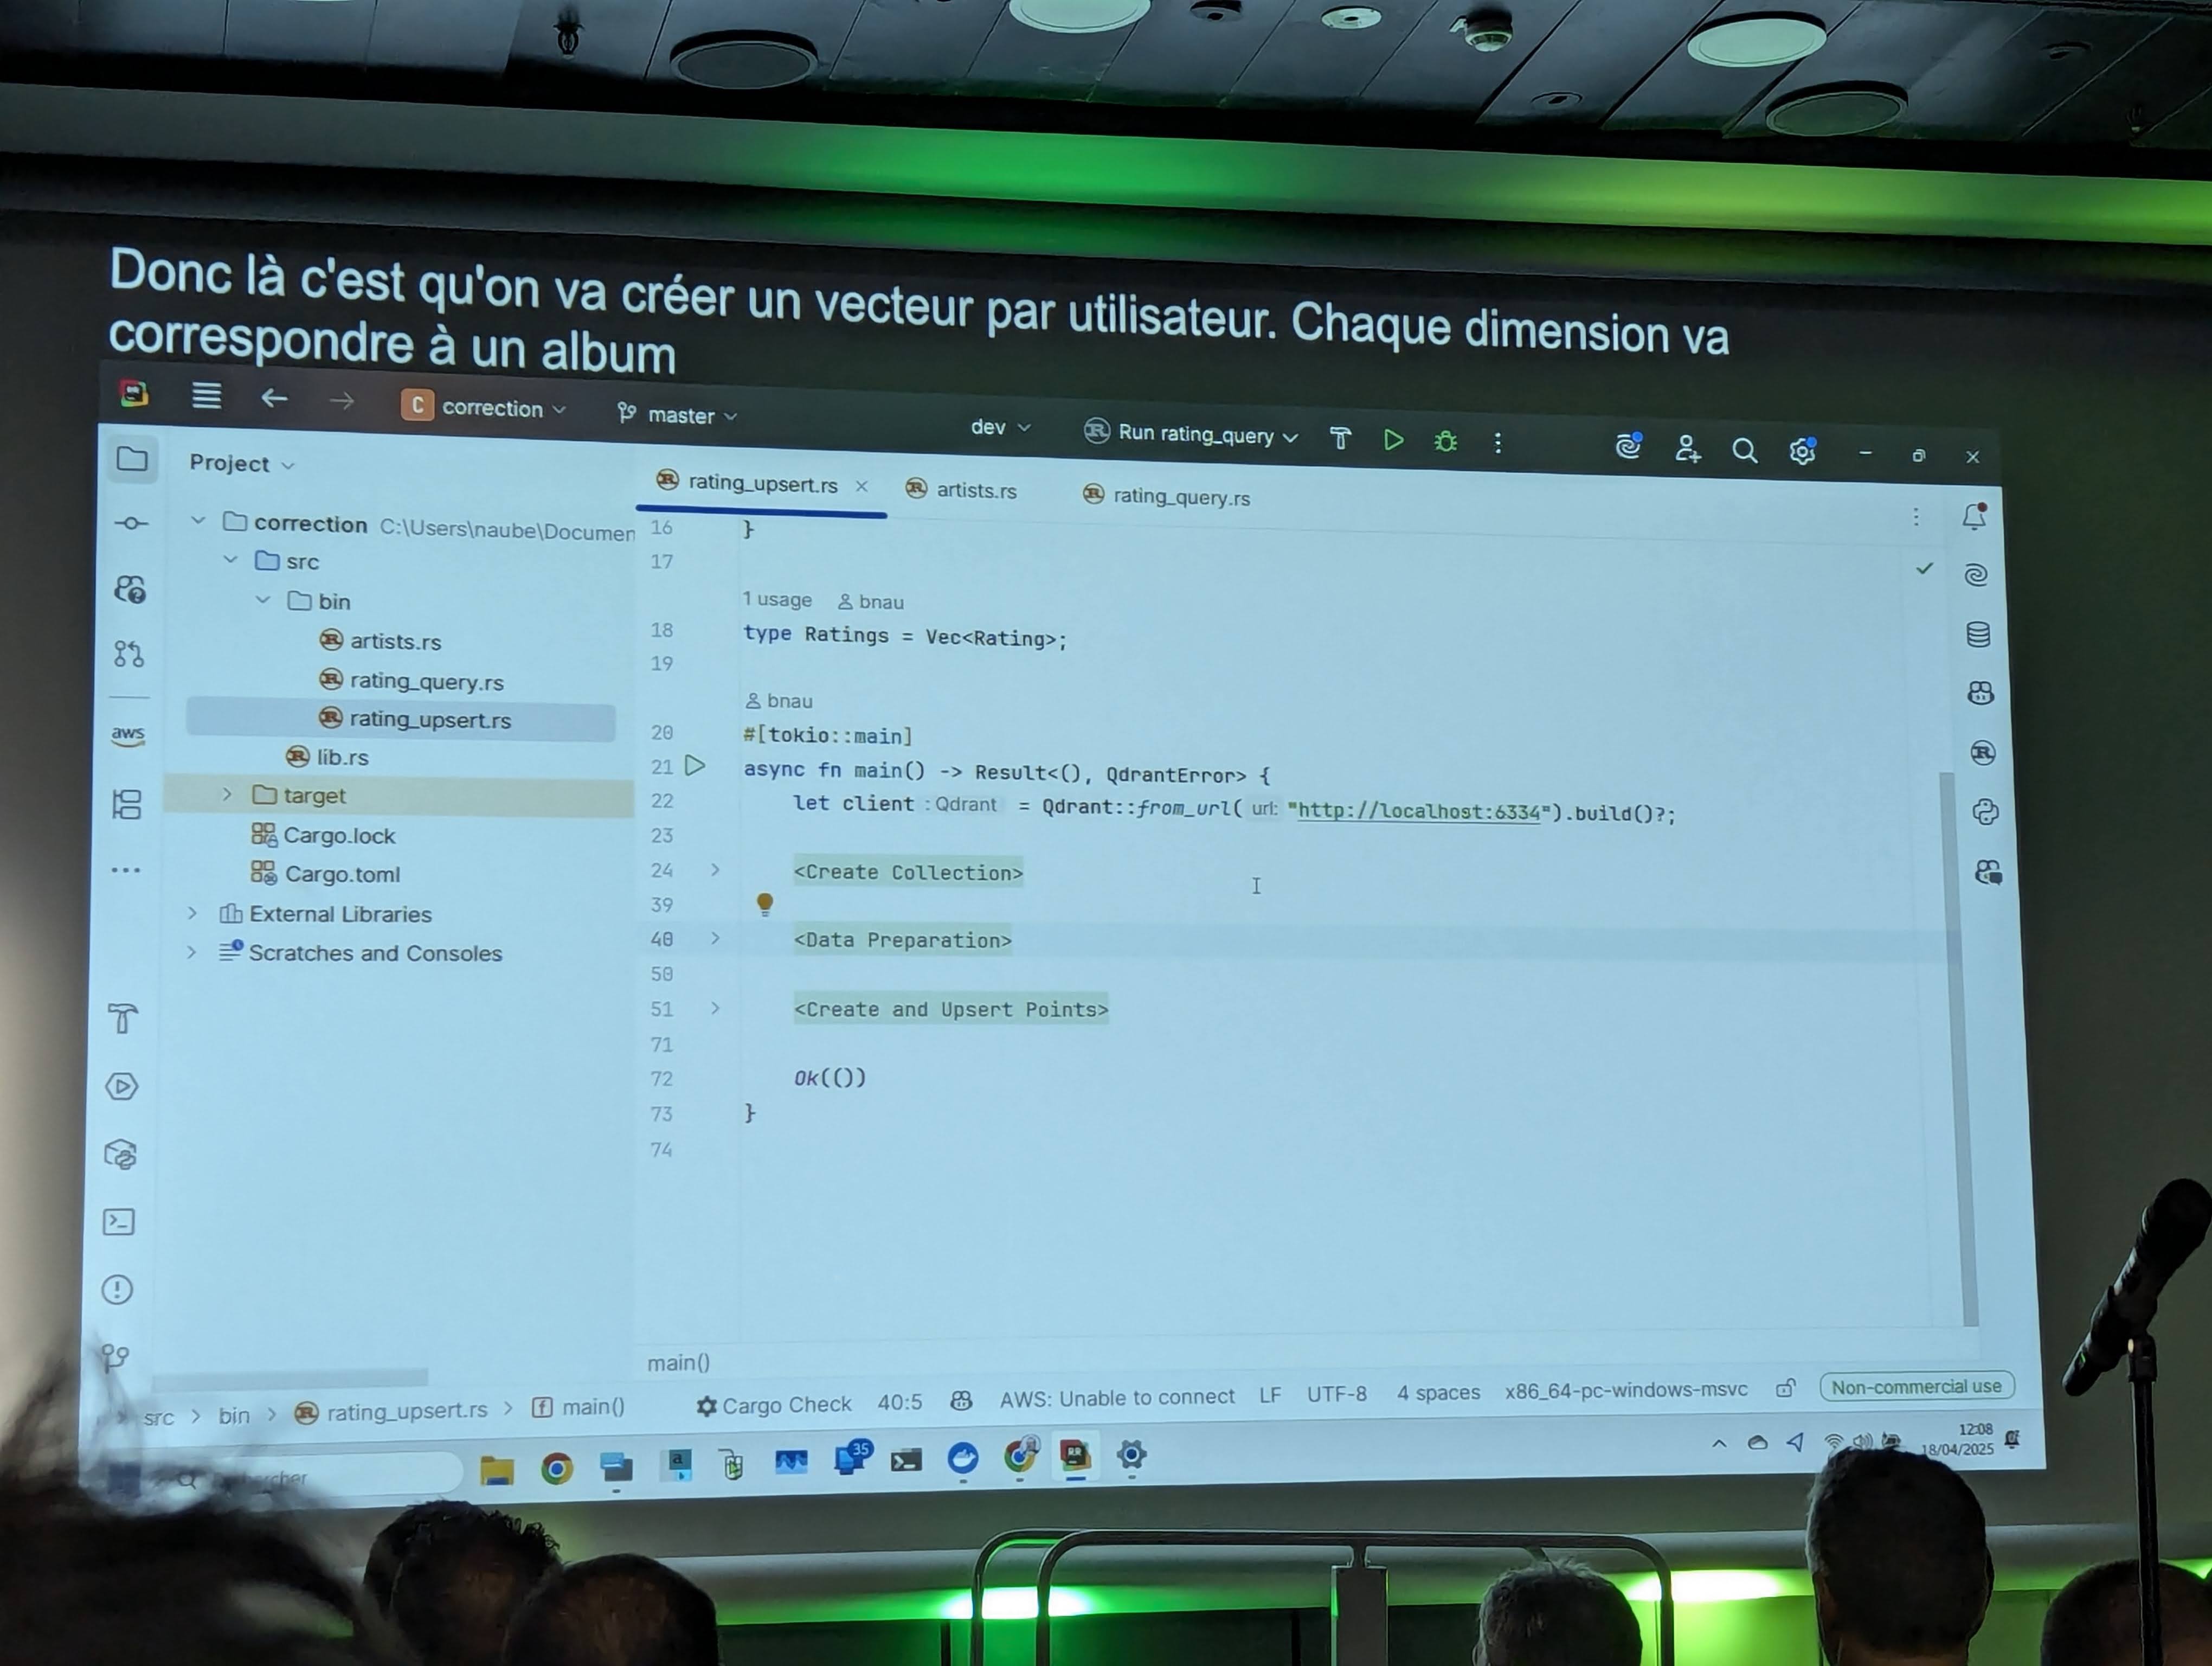 Donc là c'est qu'on va créer un vecteur par utilisateur. Chaque dimension va
correspondre à un album
C correction master dev Run rating_query
Project
rating_upsert.rs artists.rs rating_query.rs
correction C:\Users\naube\Documen
src
bin
artists.rs
rating_query.rs
rating_upsert.rs
lib.rs
target
Cargo.lock
Cargo.toml
External Libraries
Scratches and Consoles
aws
16 }
17
1 usage bnau
18 type Ratings = Vec<Rating>;
19
bnau
20 #[tokio::main]
21 async fn main() -> Result<(), QdrantError> {
22 let client : Qdrant = Qdrant::from_url( url: "http://localhost:6334").build()?;
23
24 <Create Collection>
39
40 <Data Preparation>
50
51 <Create and Upsert Points>
71
72 Ok(())
73 }
74
main()
src > bin > rating_upsert.rs > main() Cargo Check 40:5 AWS: Unable to connect LF UTF-8 4 spaces x86_64-pc-windows-msvc Non-commercial use
35
12:08
18/04/2025